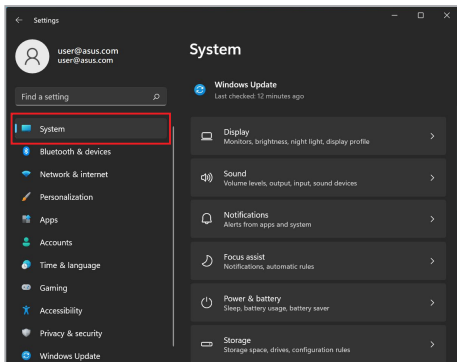 Settings
user@asus.com
user@asus.com
Find a setting
System
Bluetooth & devices
Network & internet
Personalization
Apps
Accounts
Time & language
Gaming
Accessibility
Privacy & security
Windows Update
System
Windows Update
Last checked: 12 minutes ago
Display
Monitors, brightness, night light, display profile
Sound
Volume levels, output, input, sound devices
Notifications
Alerts from apps and system
Focus assist
Notifications, automatic rules
Power & battery
Sleep, battery usage, battery saver
Storage
Storage space, drives, configuration rules